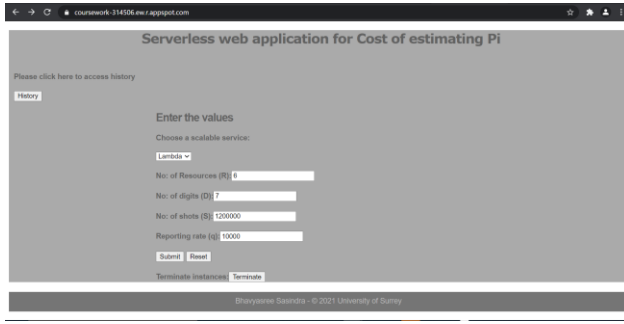 coursework-314506.ew.r.appspot.com
Serverless web application for Cost of estimating Pi
Please click here to access history
History
Enter the values
Choose a scalable service:
Lambda
No: of Resources (R): 6
No: of digits (D): 7
No: of shots (S): 1200000
Reporting rate (q): 10000
Submit Reset
Terminate instances: Terminate
Bhavyasree Sasindra - © 2021 University of Surrey